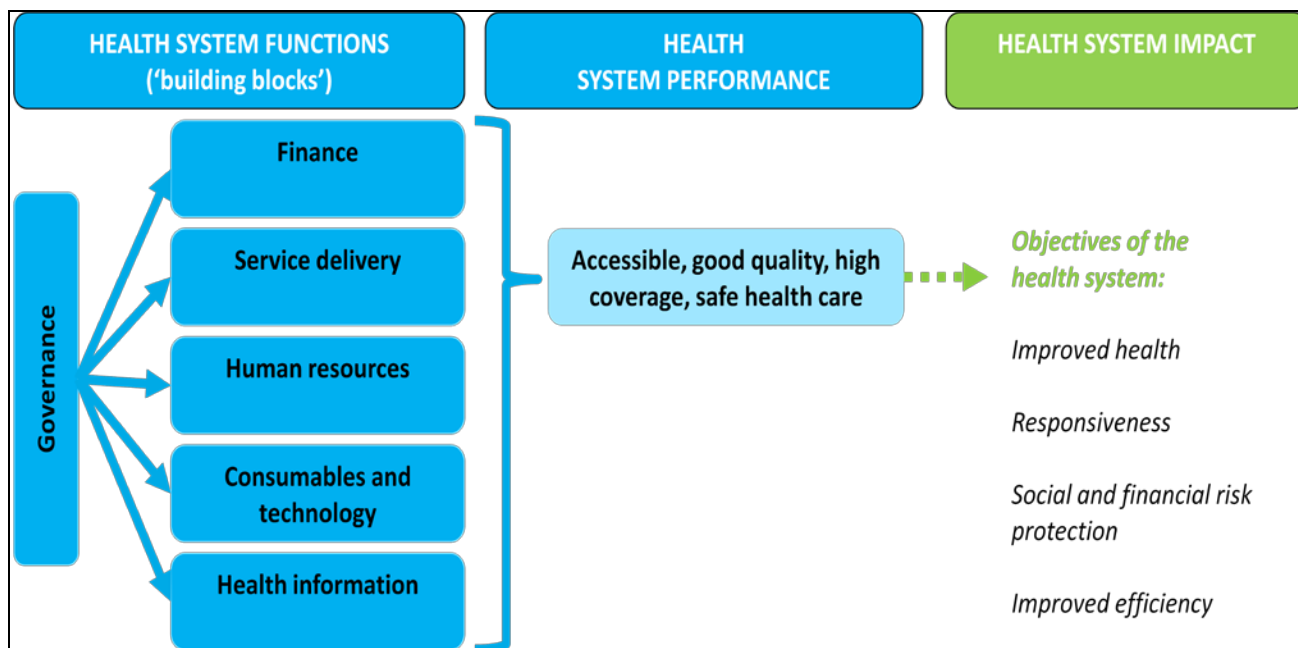 HEALTH SYSTEM FUNCTIONS
(‘building blocks’)
HEALTH
SYSTEM PERFORMANCE
HEALTH SYSTEM IMPACT
Governance
Finance
Service delivery
Human resources
Consumables and
technology
Health information
Accessible, good quality, high
coverage, safe health care
Objectives of the
health system:
Improved health
Responsiveness
Social and financial risk
protection
Improved efficiency